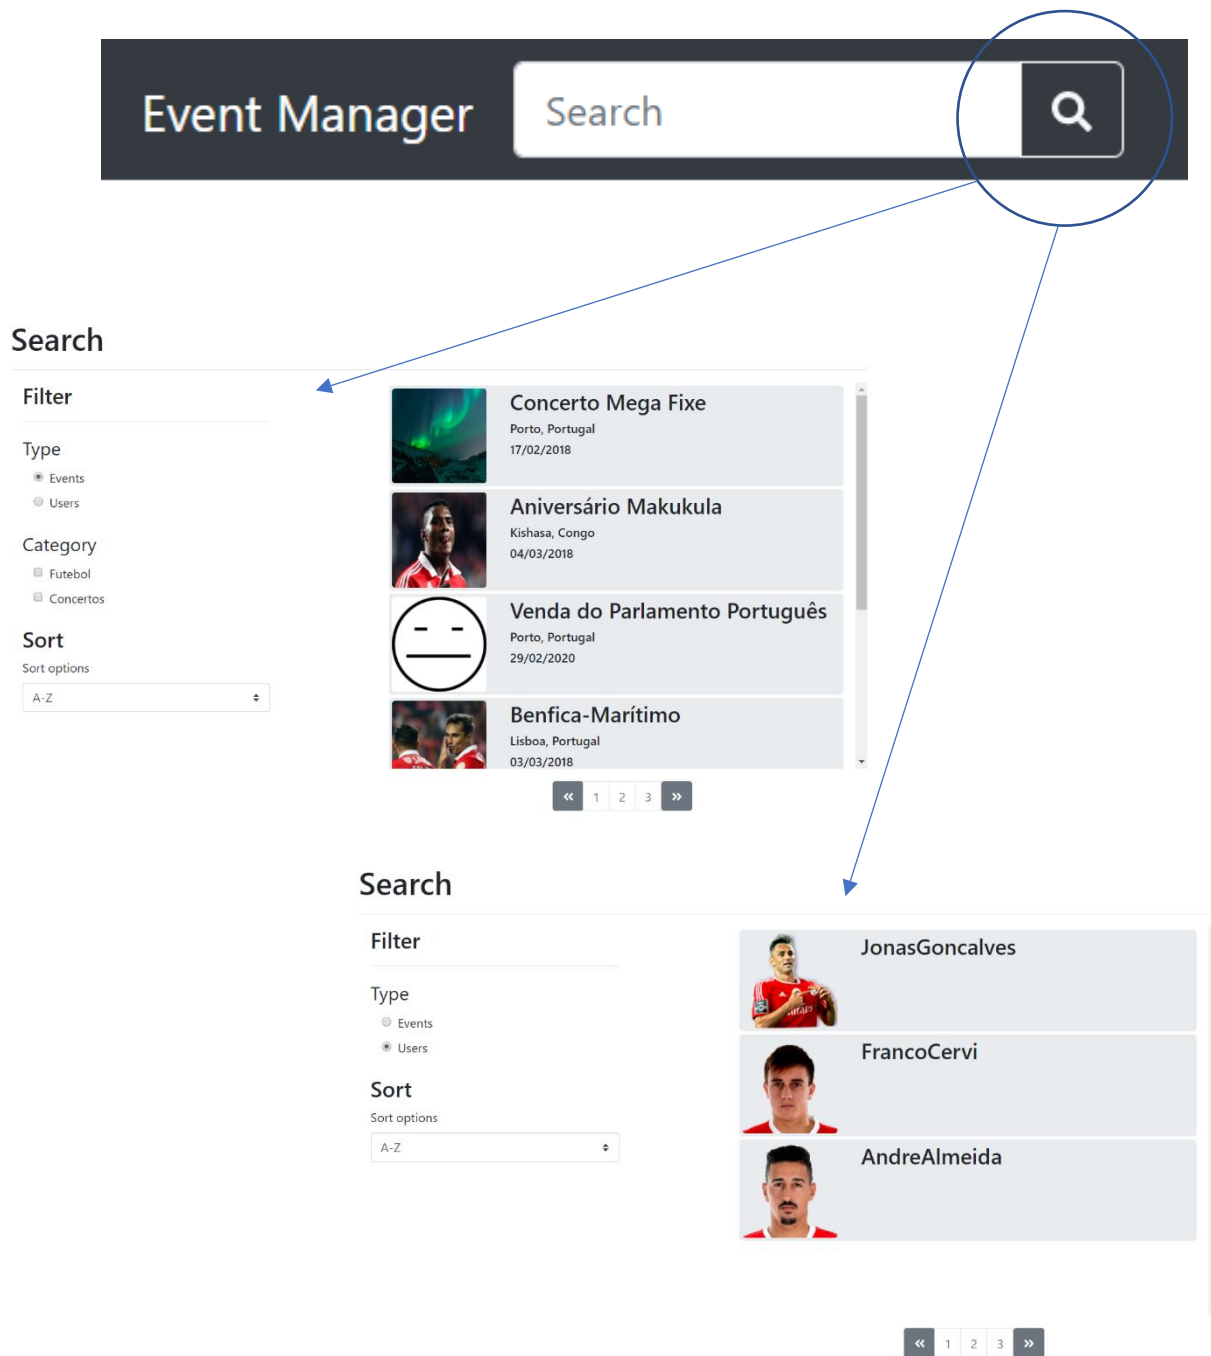 Event Manager
Search
Search
Filter
Type
Events
Users
Category
Futebol
Concertos
Sort
Sort options
A-Z
Concerto Mega Fixe
Porto, Portugal
17/02/2018
Aniversário Makukula
Kishasa, Congo
04/03/2018
Venda do Parlamento Português
Porto, Portugal
29/02/2020
Benfica-Marítimo
Lisboa, Portugal
03/03/2018
« 1 2 3 »
Search
Filter
Type
Events
Users
Sort
Sort options
A-Z
JonasGoncalves
FrancoCervi
AndreAlmeida
« 1 2 3 »